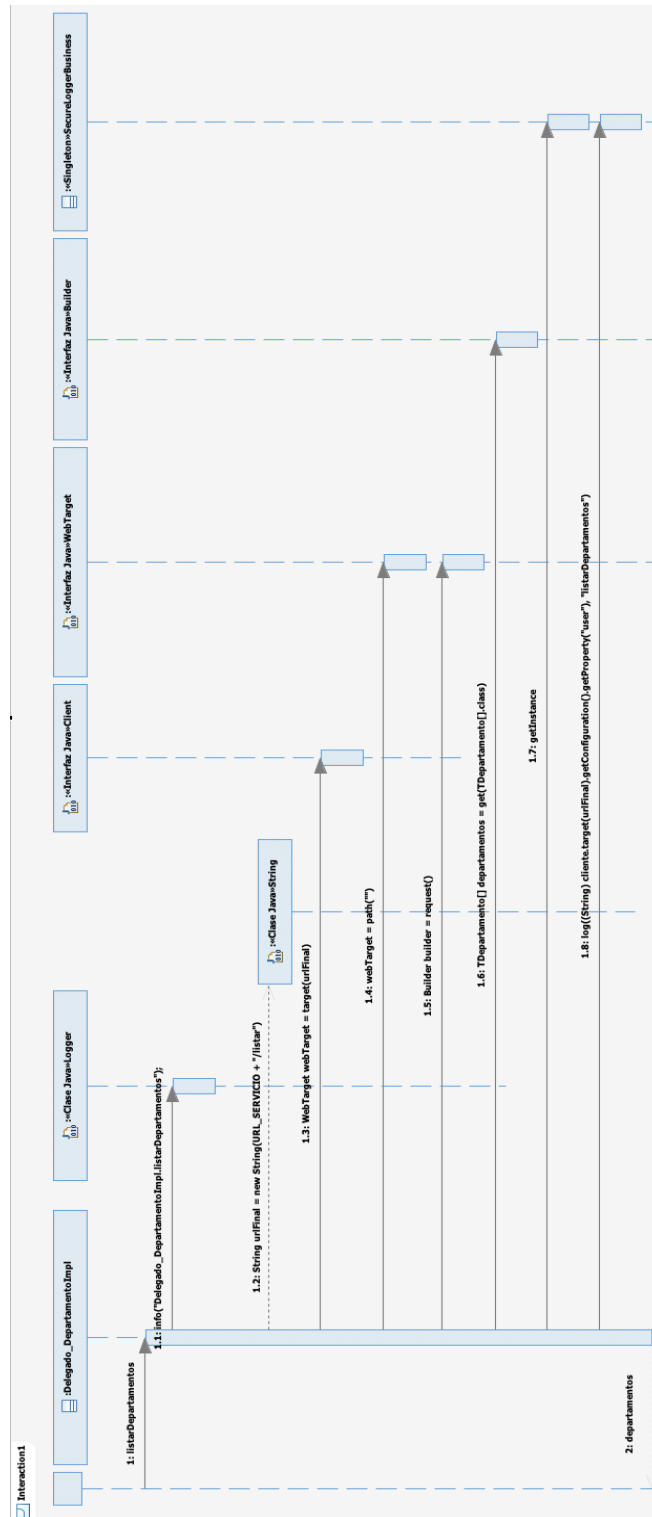 Interaction1
:Delegado_DepartamentoImpl
:«Clase Java»Logger
:«Clase Java»String
:«Interfaz Java»Client
:«Interfaz Java»WebTarget
:«Interfaz Java»Builder
:«Singleton»SecureLoggerBusiness
1: listarDepartamentos
1.1: info("Delegado_DepartamentoImpl.listarDepartamentos");
1.2: String urlFinal = new String(URL_SERVICIO + "/listar")
1.3: WebTarget webTarget = target(urlFinal)
1.4: webTarget = path("")
1.5: Builder builder = request()
1.6: TDepartamento[] departamentos = get(TDepartamento[].class)
1.7: getInstance
1.8: log((String) cliente.target(urlFinal).getConfiguration().getProperty("user"), "listarDepartamentos")
2: departamentos